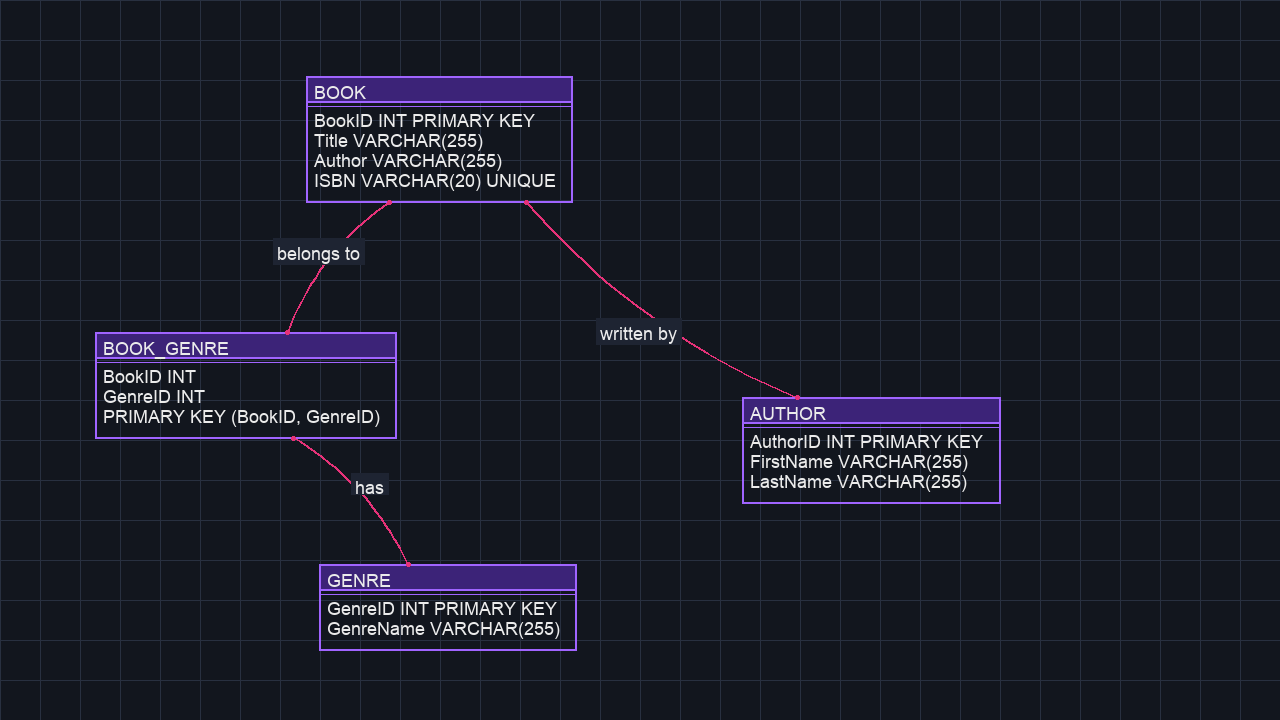 BOOK
BookID INT PRIMARY KEY
Title VARCHAR(255)
Author VARCHAR(255)
ISBN VARCHAR(20) UNIQUE
belongs to
written by
BOOK_GENRE
BookID INT
GenreID INT
PRIMARY KEY (BookID, GenreID)
AUTHOR
AuthorID INT PRIMARY KEY
FirstName VARCHAR(255)
LastName VARCHAR(255)
has
GENRE
GenreID INT PRIMARY KEY
GenreName VARCHAR(255)